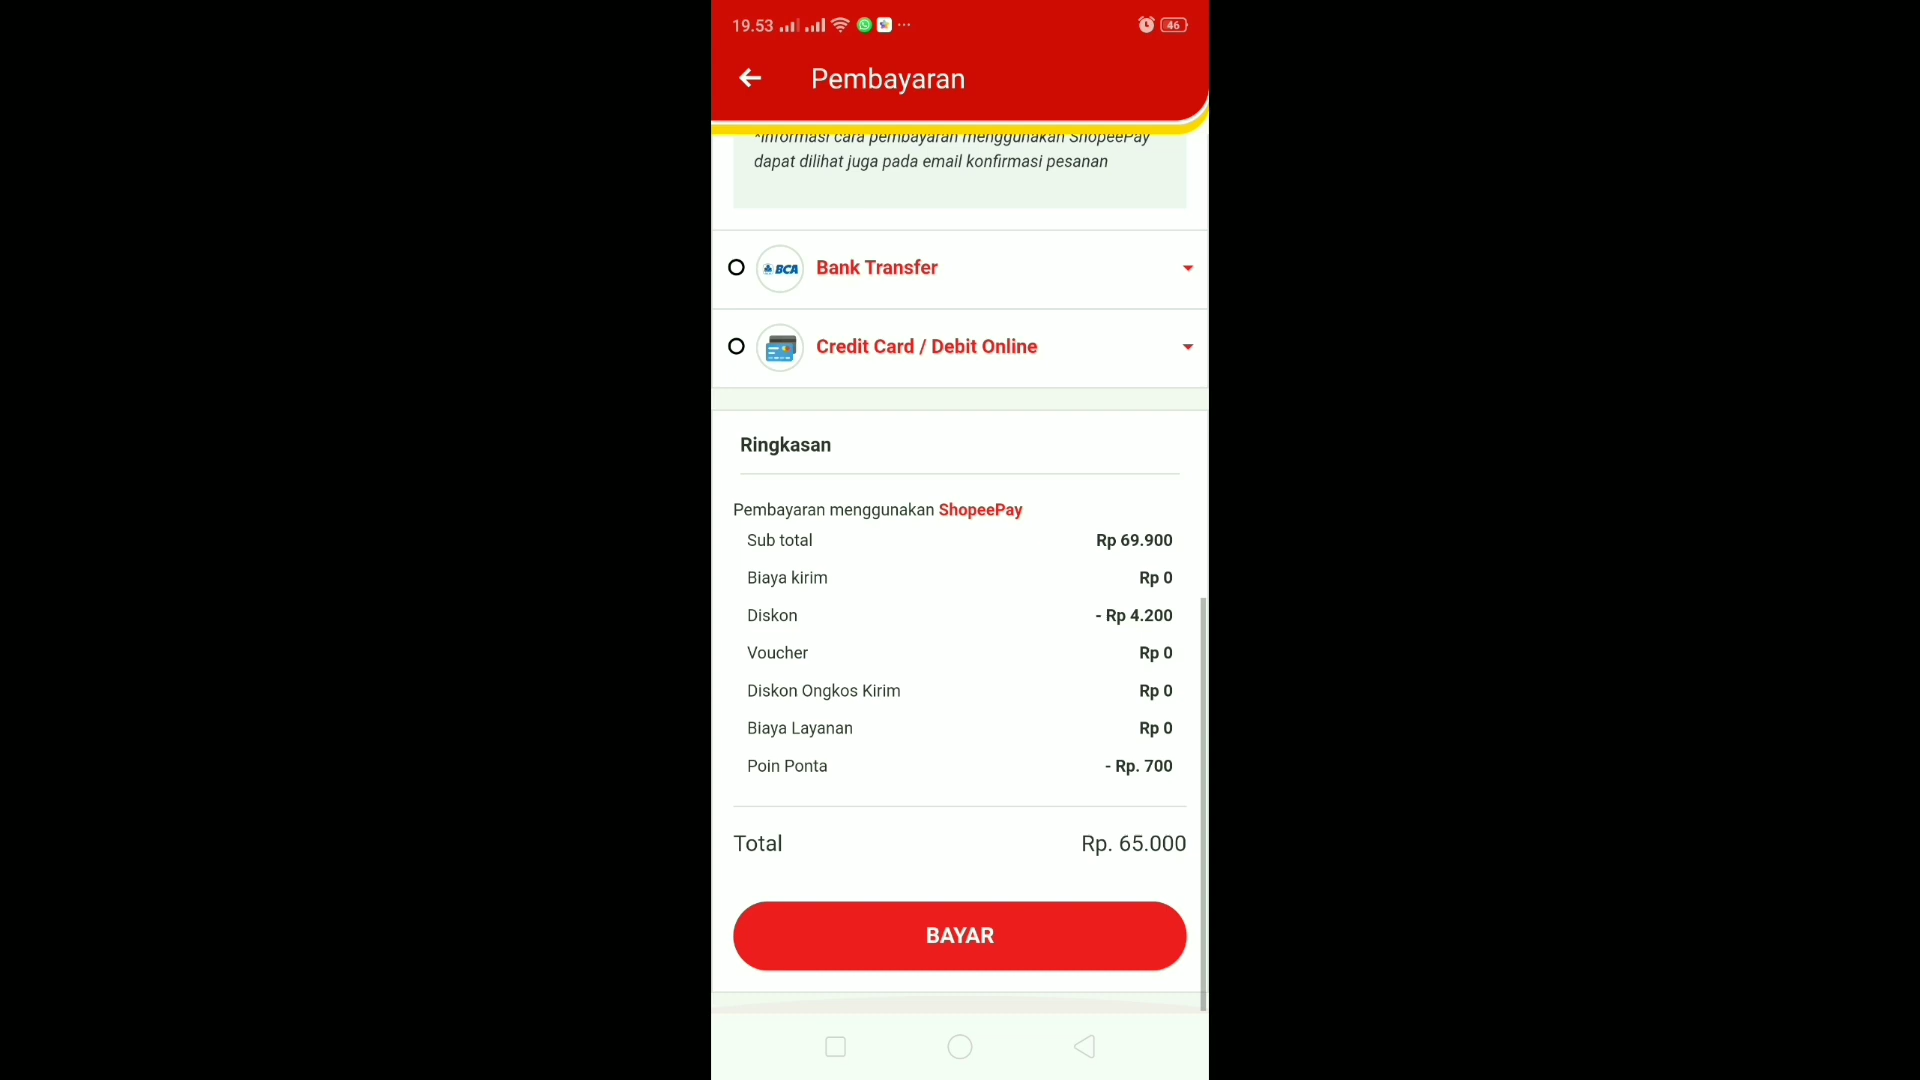 19.53
46
Pembayaran
*Informasi cara pembayaran menggunakan ShopeePay
dapat dilihat juga pada email konfirmasi pesanan
BCA Bank Transfer
Credit Card / Debit Online
Ringkasan
Pembayaran menggunakan ShopeePay
Sub total Rp 69.900
Biaya kirim Rp 0
Diskon - Rp 4.200
Voucher Rp 0
Diskon Ongkos Kirim Rp 0
Biaya Layanan Rp 0
Poin Ponta - Rp. 700
Total Rp. 65.000
BAYAR